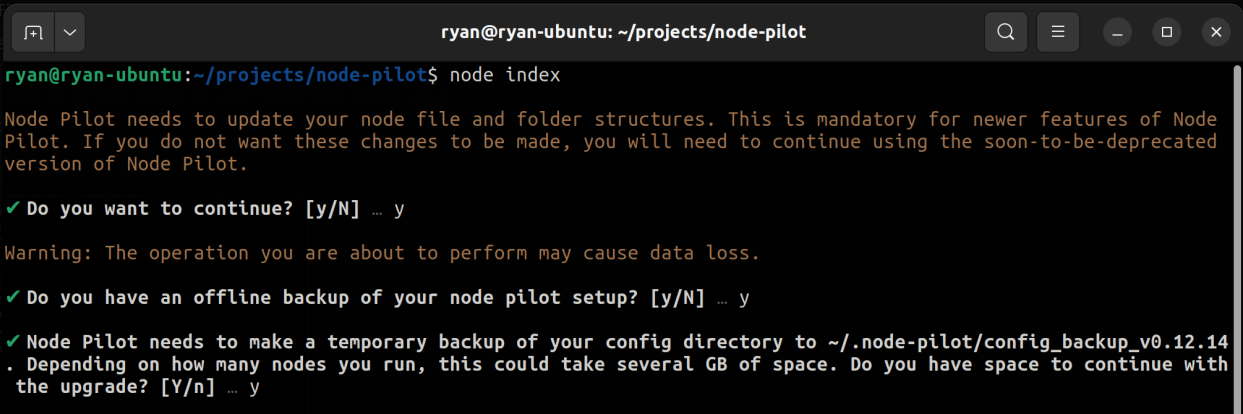 ryan@ryan-ubuntu: ~/projects/node-pilot
ryan@ryan-ubuntu:~/projects/node-pilot$ node index
Node Pilot needs to update your node file and folder structures. This is mandatory for newer features of Node
Pilot. If you do not want these changes to be made, you will need to continue using the soon-to-be-deprecated
version of Node Pilot.
✔ Do you want to continue? [y/N] … y
Warning: The operation you are about to perform may cause data loss.
✔ Do you have an offline backup of your node pilot setup? [y/N] … y
✔ Node Pilot needs to make a temporary backup of your config directory to ~/.node-pilot/config_backup_v0.12.14
. Depending on how many nodes you run, this could take several GB of space. Do you have space to continue with
the upgrade? [Y/n] … y